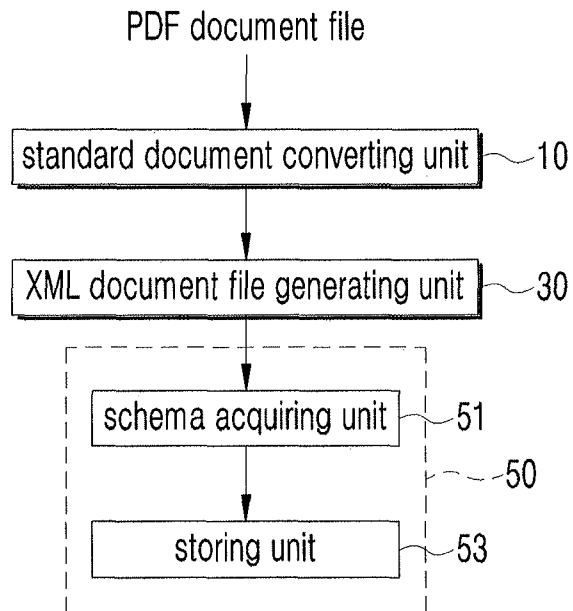 PDF document file
standard document converting unit 10
XML document file generating unit 30
schema acquiring unit 51
50
storing unit 53